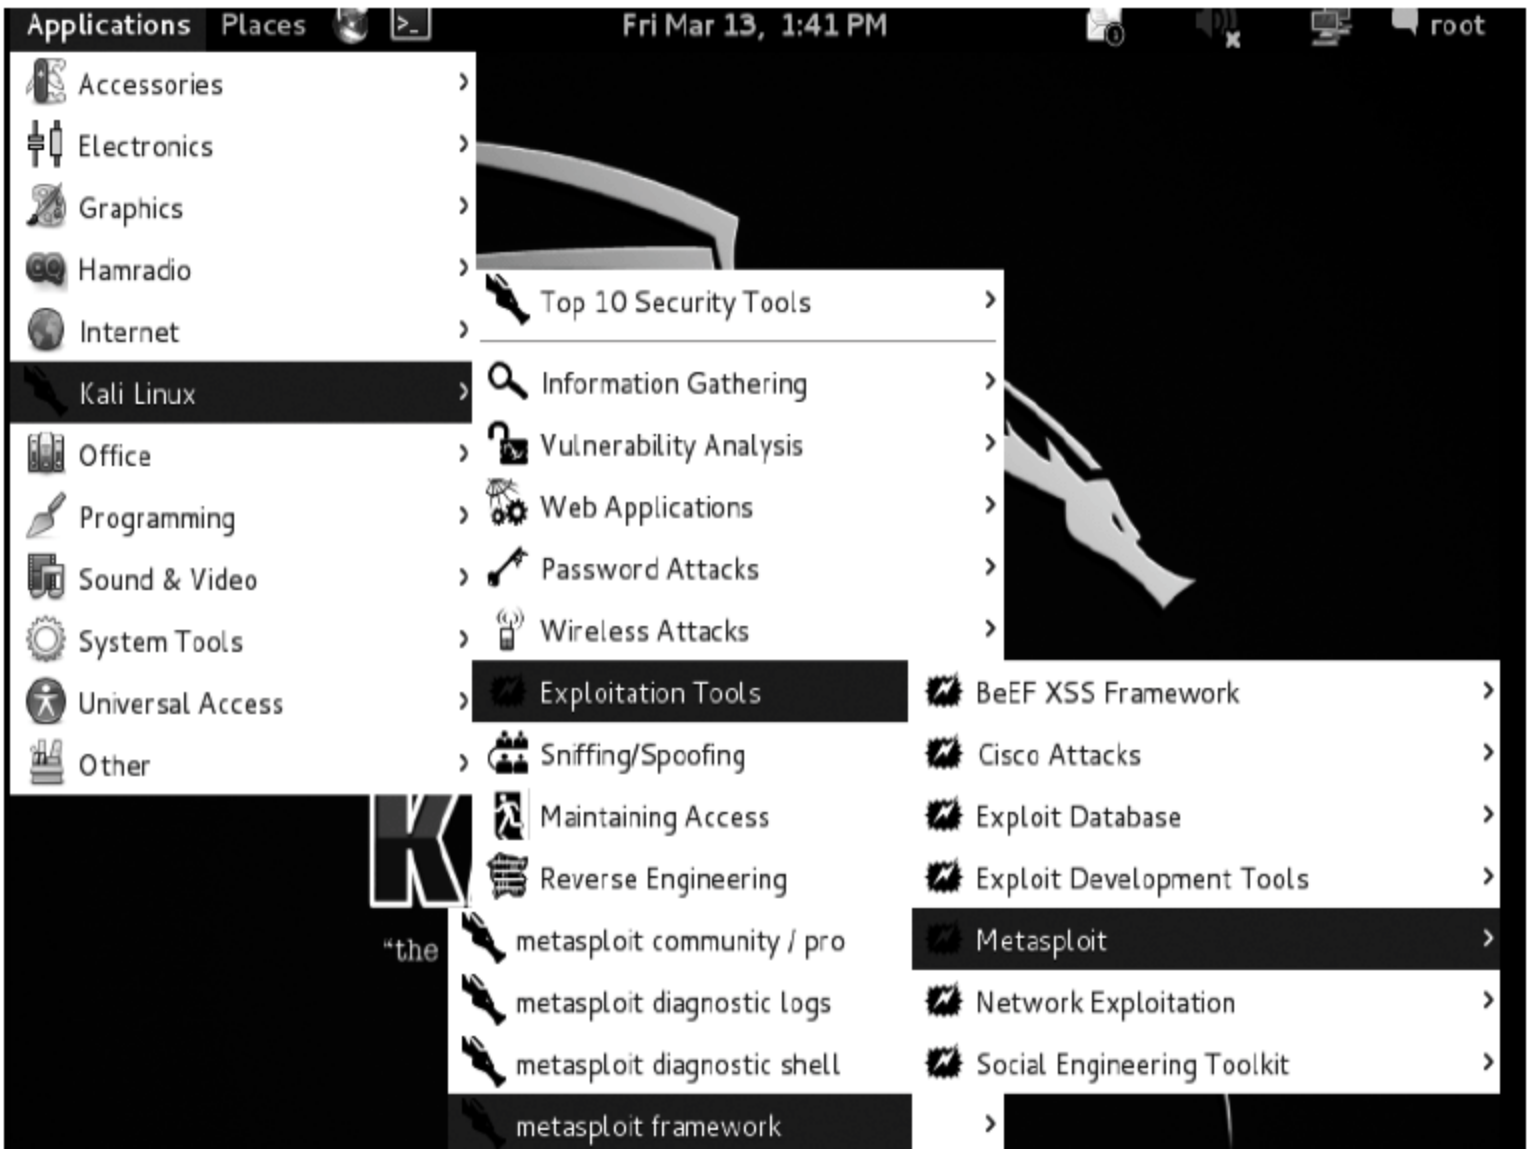 Applications Places Fri Mar 13, 1:41 PM root
Accessories
Electronics
Graphics
Hamradio
Internet
Kali Linux
Office
Programming
Sound & Video
System Tools
Universal Access
Other
Top 10 Security Tools
Information Gathering
Vulnerability Analysis
Web Applications
Password Attacks
Wireless Attacks
Exploitation Tools
Sniffing/Spoofing
Maintaining Access
Reverse Engineering
BeEF XSS Framework
Cisco Attacks
Exploit Database
Exploit Development Tools
Metasploit
Network Exploitation
Social Engineering Toolkit
metasploit community / pro
metasploit diagnostic logs
metasploit diagnostic shell
metasploit framework
K
“the